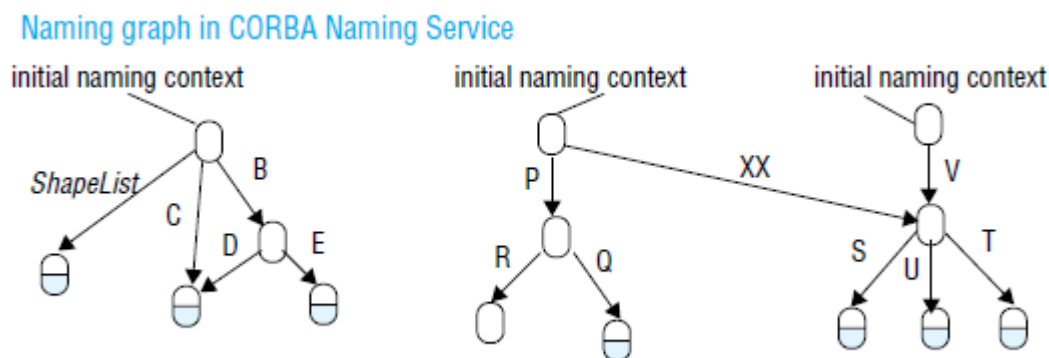 Naming graph in CORBA Naming Service
initial naming context
initial naming context
initial naming context
ShapeList
B
C
D
E
P
XX
V
R
Q
S
U
T